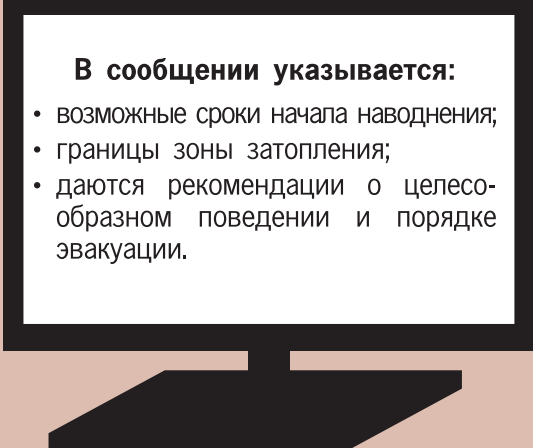 В сообщении указывается:
• возможные сроки начала наводнения;
• границы зоны затопления;
• даются рекомендации о целесо-
образном поведении и порядке
эвакуации.